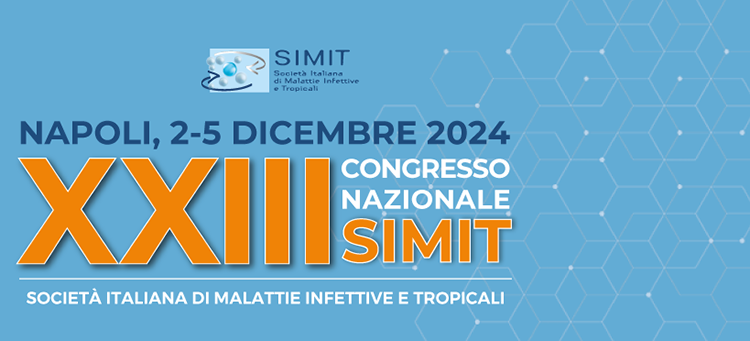 SIMIT
Società Italiana
di Malattie Infettive
e Tropicali
NAPOLI, 2-5 DICEMBRE 2024
XXIII
CONGRESSO
NAZIONALE
SIMIT
SOCIETÀ ITALIANA DI MALATTIE INFETTIVE E TROPICALI